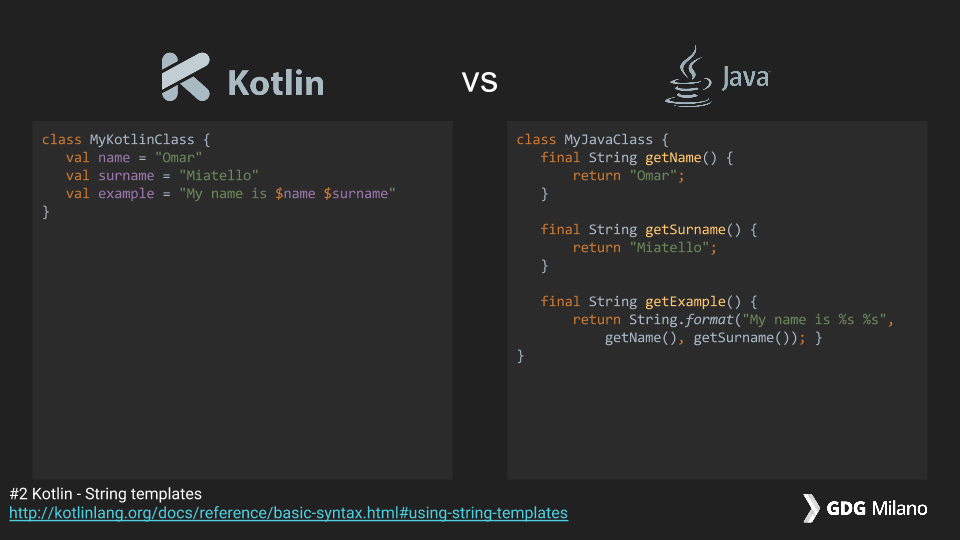 Kotlin
vs
Java
class MyKotlinClass {
   val name = "Omar"
   val surname = "Miatello"
   val example = "My name is $name $surname"
}
class MyJavaClass {
   final String getName() {
       return "Omar";
   }

   final String getSurname() {
       return "Miatello";
   }

   final String getExample() {
       return String.format("My name is %s %s",
           getName(), getSurname()); }
}
#2 Kotlin - String templates
http://kotlinlang.org/docs/reference/basic-syntax.html#using-string-templates
GDG Milano